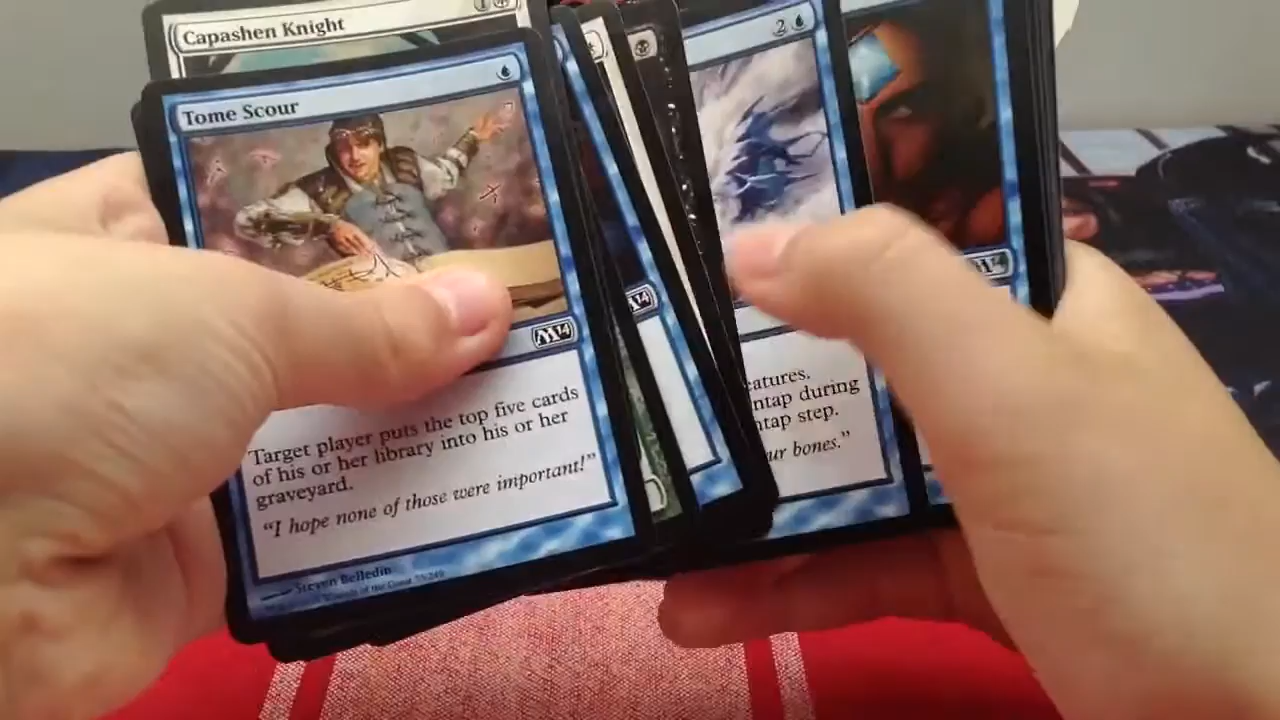 Capashen Knight
1
Tome Scour
2
M14
M14
Target player puts the top five cards
of his or her library into his or her
graveyard.
"I hope none of those were important!"
Steven Belledin
eatures.
ntap during
ntap step.
ur bones."